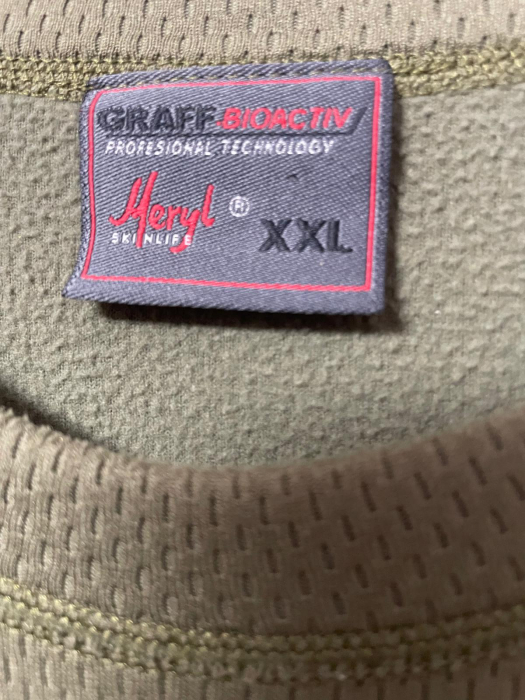 GRAFF BIOACTIV
PROFESIONAL TECHNOLOGY
Meryl ®
SKINLIFE
XXL